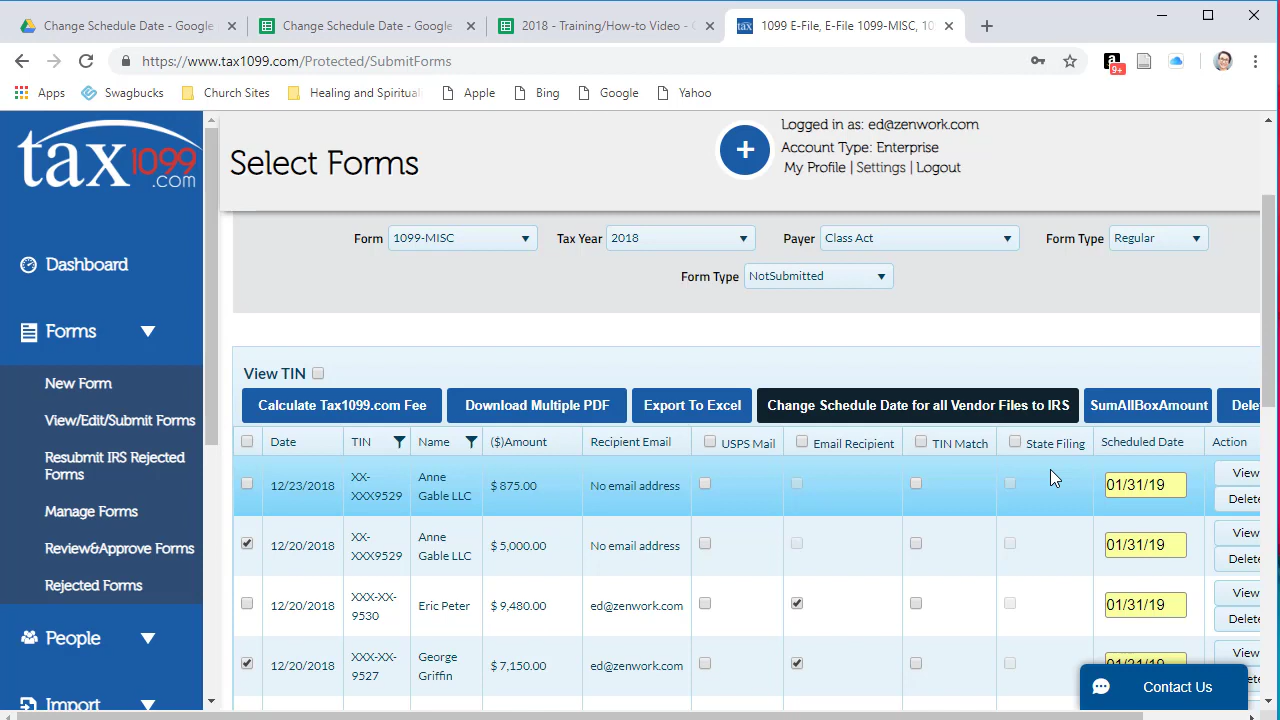 Change Schedule Date - Google
Change Schedule Date - Google
2018 - Training/How-to Video -
1099 E-File, E-File 1099-MISC, 10
https://www.tax1099.com/Protected/SubmitForms
9+
Apps
Swagbucks
Church Sites
Healing and Spiritual
Apple
Bing
Google
Yahoo
tax1099.com
Select Forms
Logged in as: ed@zenwork.com
Account Type: Enterprise
My Profile | Settings | Logout
Form 1099-MISC Tax Year 2018 Payer Class Act Form Type Regular
Form Type NotSubmitted
Dashboard
Forms
New Form
View/Edit/Submit Forms
Resubmit IRS Rejected
Forms
Manage Forms
Review&Approve Forms
Rejected Forms
People
Import
View TIN
Calculate Tax1099.com Fee Download Multiple PDF Export To Excel Change Schedule Date for all Vendor Files to IRS SumAllBoxAmount Dele
Date TIN Name ($)Amount Recipient Email USPS Mail Email Recipient TIN Match State Filing Scheduled Date Action
12/23/2018 XX-XXX9529 Anne Gable LLC $ 875.00 No email address 01/31/19 View
Delete
12/20/2018 XX-XXX9529 Anne Gable LLC $ 5,000.00 No email address 01/31/19 View
Delete
12/20/2018 XXX-XX-9530 Eric Peter $ 9,480.00 ed@zenwork.com 01/31/19 View
Delete
12/20/2018 XXX-XX-9527 George Griffin $ 7,150.00 ed@zenwork.com 01/31/19 View
Contact Us